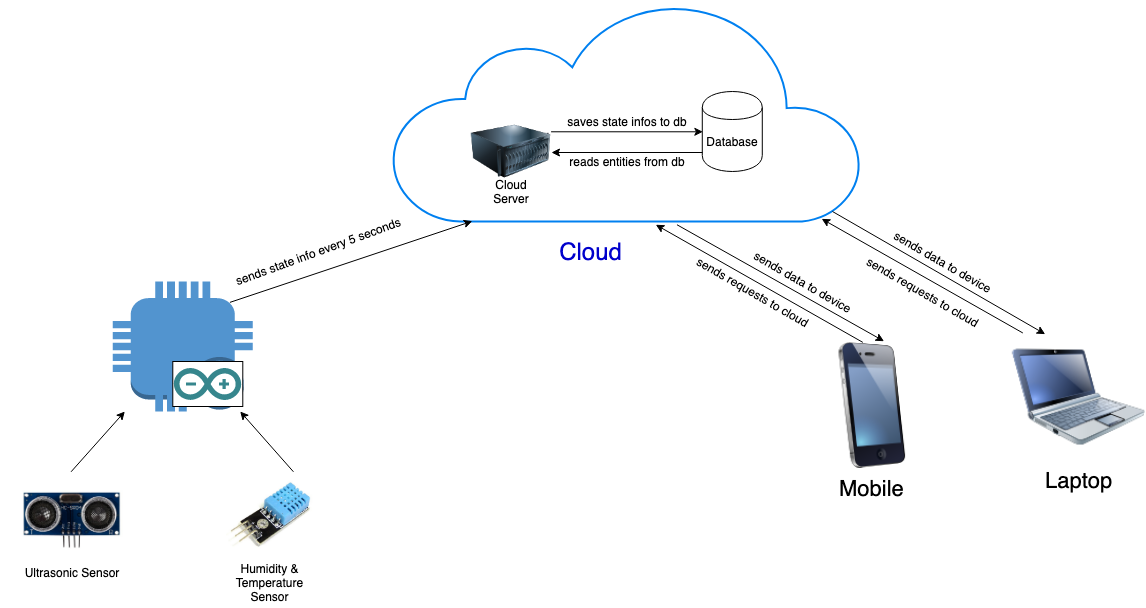 saves state infos to db
Database
reads entities from db
Cloud
Server
sends state info every 5 seconds
Cloud
sends data to device
sends requests to cloud
sends data to device
sends requests to cloud
Mobile
Laptop
Ultrasonic Sensor
Humidity &
Temperature
Sensor